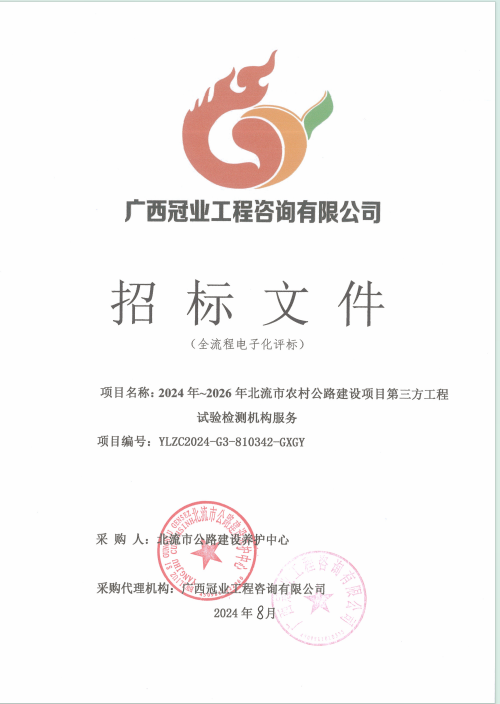 广西冠业工程咨询有限公司
招标文件
（全流程电子化评标）
项目名称：2024年~2026年北流市农村公路建设项目第三方工程
试验检测机构服务
项目编号：YLZC2024-G3-810342-GXGY
采 购 人：北流市公路建设养护中心
采购代理机构：广西冠业工程咨询有限公司
2024年8月